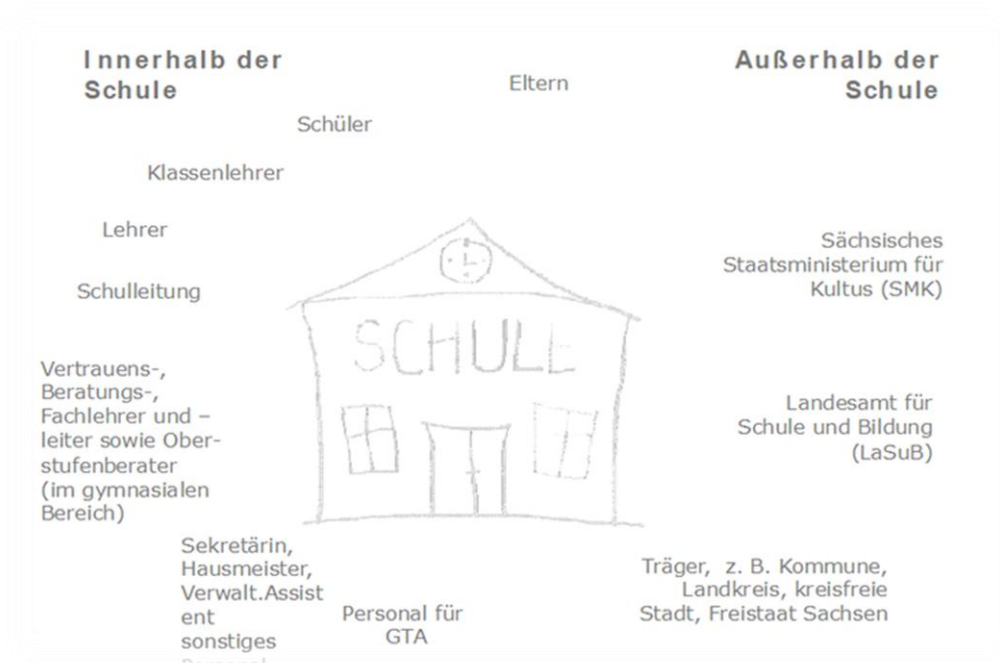 Innerhalb der
Schule
Außerhalb der
Schule
Eltern
Schüler
Klassenlehrer
Lehrer
Schulleitung
Sächsisches
Staatsministerium für
Kultus (SMK)
SCHULE
Vertrauens-,
Beratungs-,
Fachlehrer und –
leiter sowie Ober-
stufenberater
(im gymnasialen
Bereich)
Landesamt für
Schule und Bildung
(LaSuB)
Sekretärin,
Hausmeister,
Verwalt.Assist
ent
sonstiges
Personal für
GTA
Träger, z. B. Kommune,
Landkreis, kreisfreie
Stadt, Freistaat Sachsen